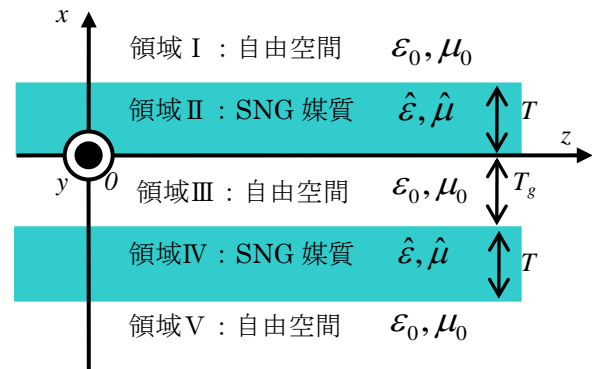 x
領域Ⅰ：自由空間 ε₀, μ₀
領域Ⅱ：SNG 媒質 ε̂, μ̂ T
z
y 0
領域Ⅲ：自由空間 ε₀, μ₀ T_g
領域Ⅳ：SNG 媒質 ε̂, μ̂ T
領域Ⅴ：自由空間 ε₀, μ₀